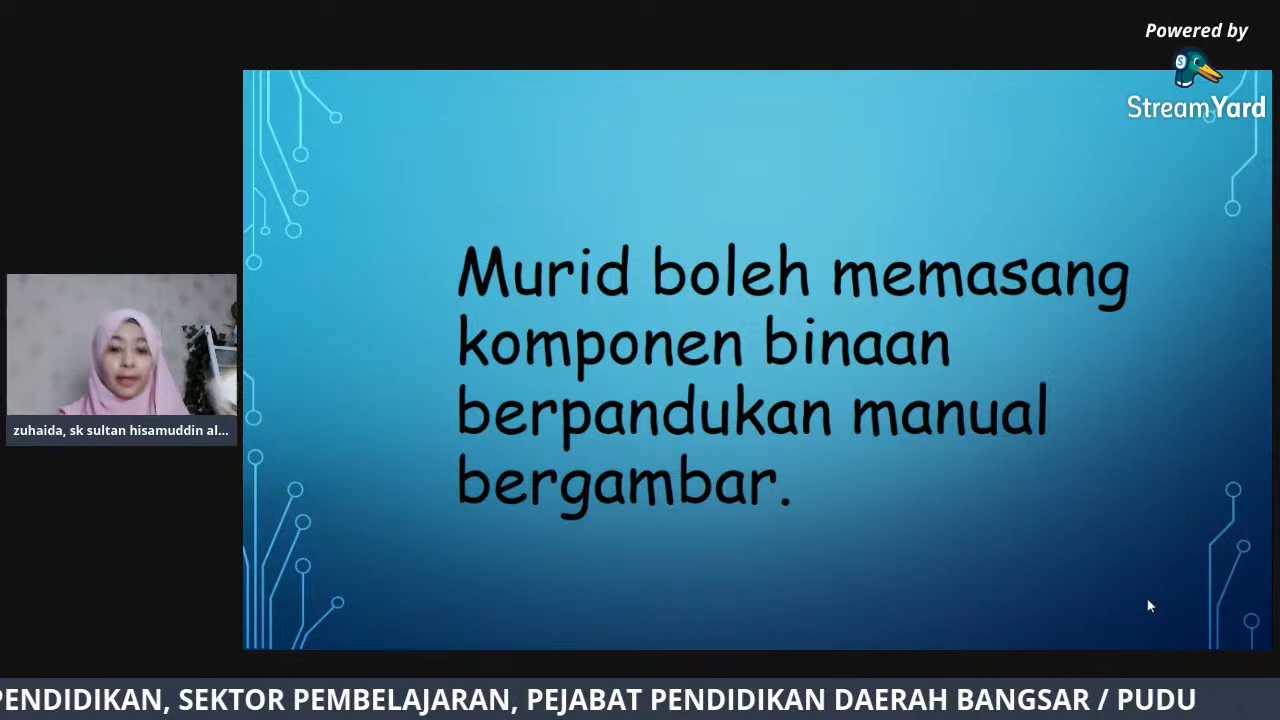 Powered by
StreamYard
Murid boleh memasang
komponen binaan
berpandukan manual
bergambar.
zuhaida, sk sultan hisamuddin al...
PENDIDIKAN, SEKTOR PEMBELAJARAN, PEJABAT PENDIDIKAN DAERAH BANGSAR / PUDU